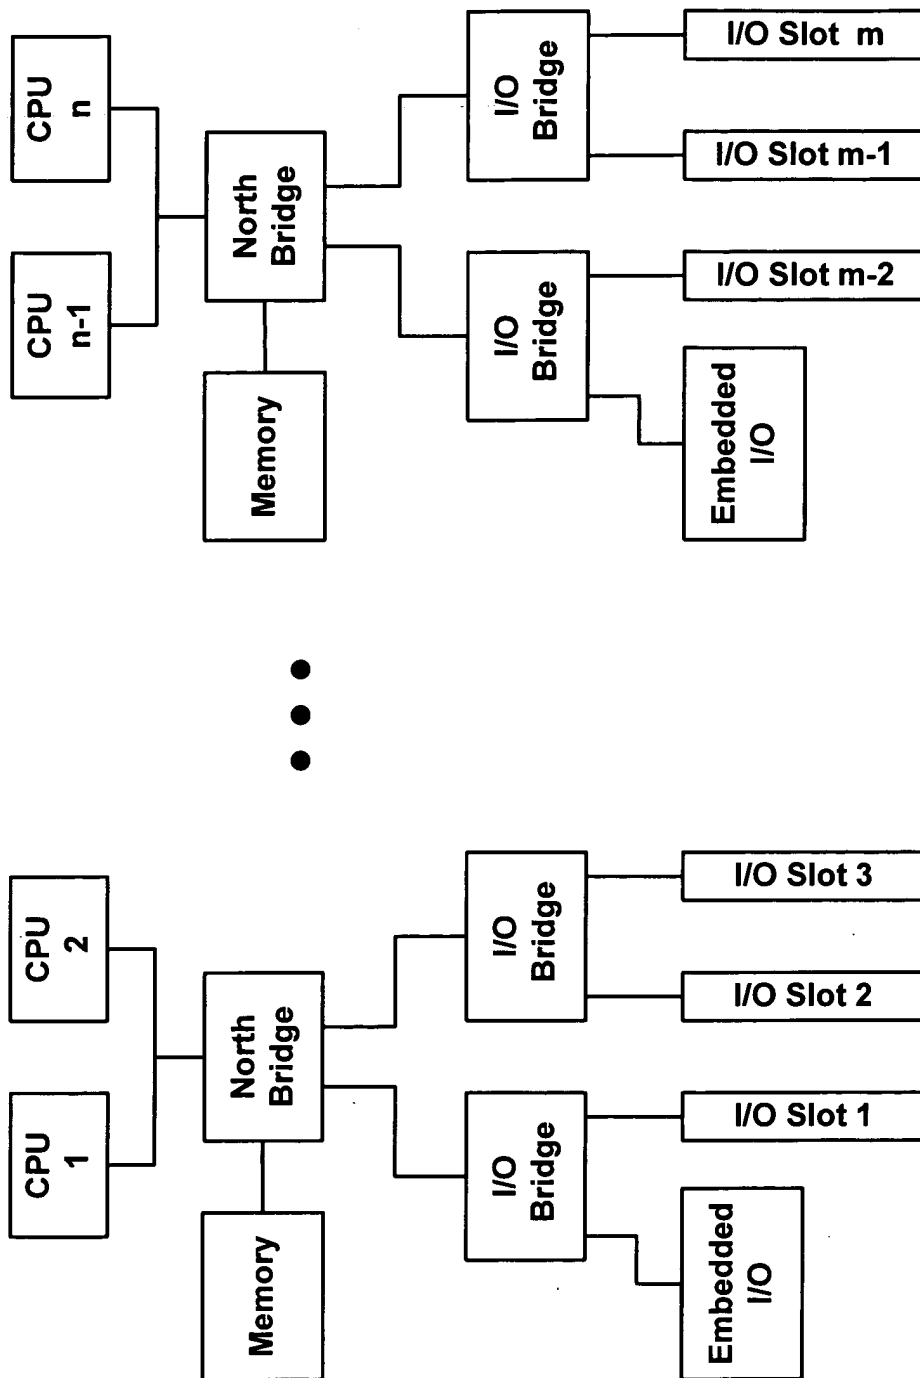 CPU
1
CPU
2
Memory
North
Bridge
I/O
Bridge
I/O
Bridge
Embedded
I/O
I/O Slot 1
I/O Slot 2
I/O Slot 3
CPU
n-1
CPU
n
Memory
North
Bridge
I/O
Bridge
I/O
Bridge
Embedded
I/O
I/O Slot m-2
I/O Slot m-1
I/O Slot m